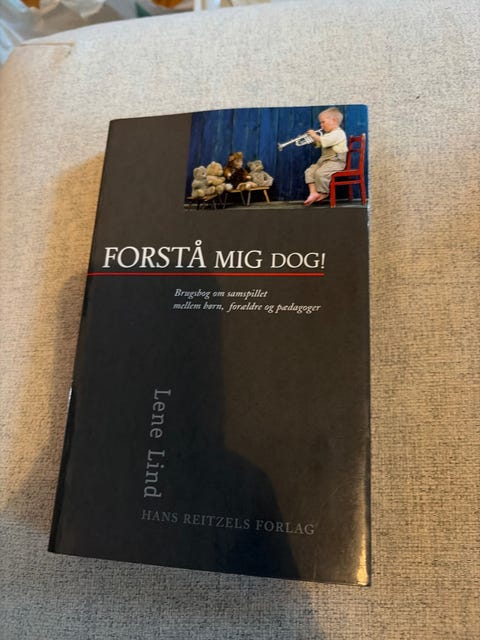 FORSTÅ MIG DOG!
Brugsbog om samspillet
mellem børn, forældre og pædagoger
Lene Lind
HANS REITZELS FORLAG